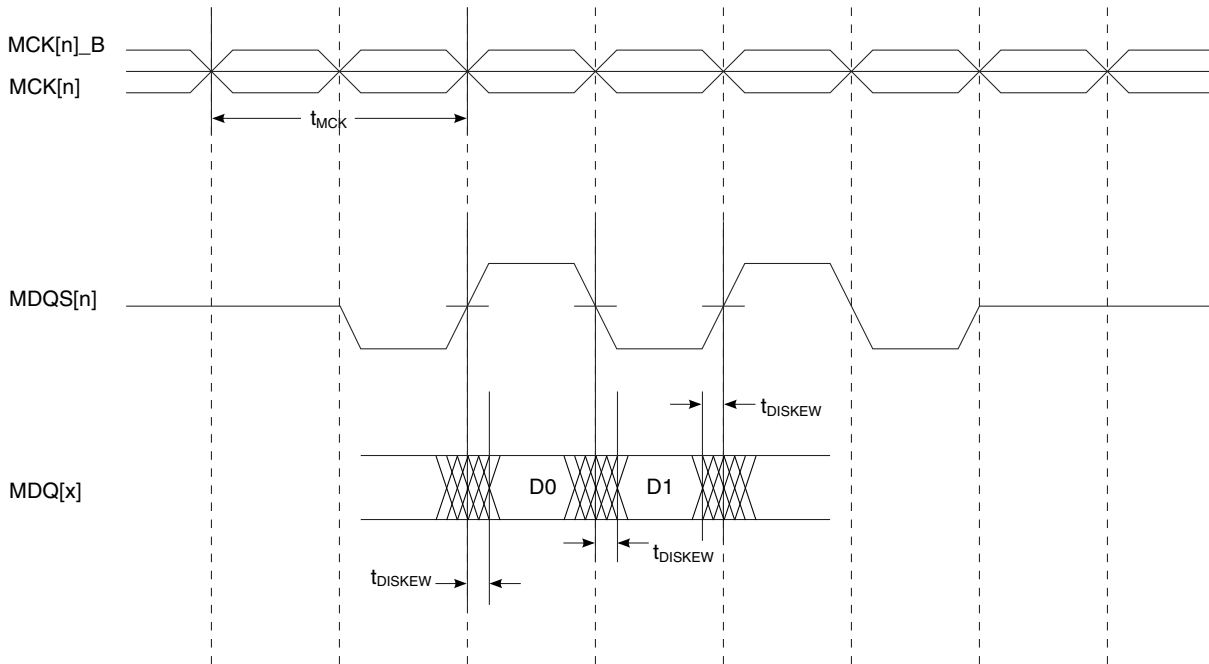 MCK[n]_B
MCK[n]
tMCK
MDQS[n]
tDISKEW
MDQ[x]
D0
D1
tDISKEW
tDISKEW